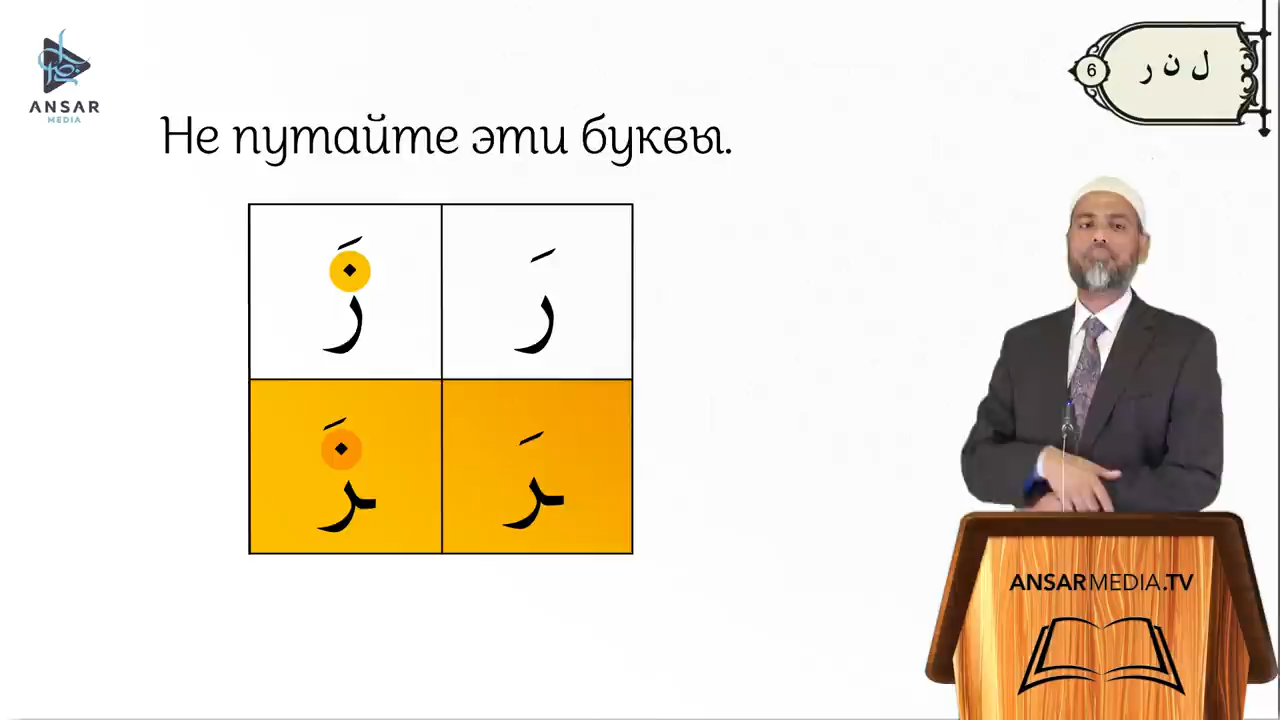 ANSAR
MEDIA
6
ل ن ر
Не путайте эти буквы.
رَ زَ
ـرَ ـزَ
ANSARMEDIA.TV